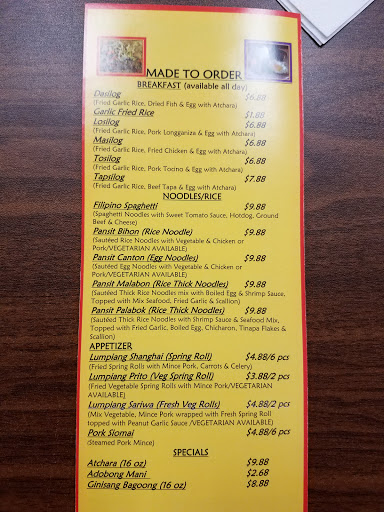 MADE TO ORDER
BREAKFAST (available all day)
Dasilog $6.88
(Fried Garlic Rice, Dried Fish & Egg with Atchara)
Garlic Fried Rice $1.88
Losilog $6.88
(Fried Garlic Rice, Pork Longganiza & Egg with Atchara)
Masilog $6.88
(Fried Garlic Rice, Fried Chicken & Egg with Atchara)
Tosilog $6.88
(Fried Garlic Rice, Pork Tocino & Egg with Atchara)
Tapsilog $7.88
(Fried Garlic Rice, Beef Tapa & Egg with Atchara)
NOODLES/RICE
Filipino Spaghetti $9.88
(Spaghetti Noodles with Sweet Tomato Sauce, Hotdog, Ground
Beef & Cheese)
Pansit Bihon (Rice Noodle) $9.88
(Sautéed Rice Noodles with Vegetable & Chicken or
Pork/VEGETARIAN AVAILABLE)
Pansit Canton (Egg Noodles) $9.88
(Sautéed Egg Noodles with Vegetable & Chicken or
Pork/VEGETARIAN AVAILABLE)
Pansit Malabon (Rice Thick Noodles) $9.88
(Sautéed Thick Rice Noodles mix with Boiled Egg & Shrimp Sauce,
Topped with Mix Seafood, Fried Garlic & Scallion)
Pansit Palabok (Rice Thick Noodles) $9.88
(Sautéed Thick Rice Noodles with Shrimp Sauce & Seafood Mix,
Topped with Fried Garlic, Boiled Egg, Chicharon, Tinapa Flakes &
Scallion)
APPETIZER
Lumpiang Shanghai (Spring Roll) $4.88/6 pcs
(Fried Spring Rolls with Mince Pork, Carrots & Celery)
Lumpiang Prito (Veg Spring Roll) $3.88/2 pcs
(Fried Vegetable Spring Rolls with Mince Pork/VEGETARIAN
AVAILABLE)
Lumpiang Sariwa (Fresh Veg Rolls) $4.88/2 pcs
(Mix Vegetable, Mince Pork wrapped with Fresh Spring Roll
topped with Peanut Garlic Sauce /VEGETARIAN AVAILABLE)
Pork Siomai $4.88/6 pcs
(Steamed Pork Mince)
SPECIALS
Atchara (16 oz) $9.88
Adobong Mani $2.68
Ginisang Bagoong (16 oz) $8.88